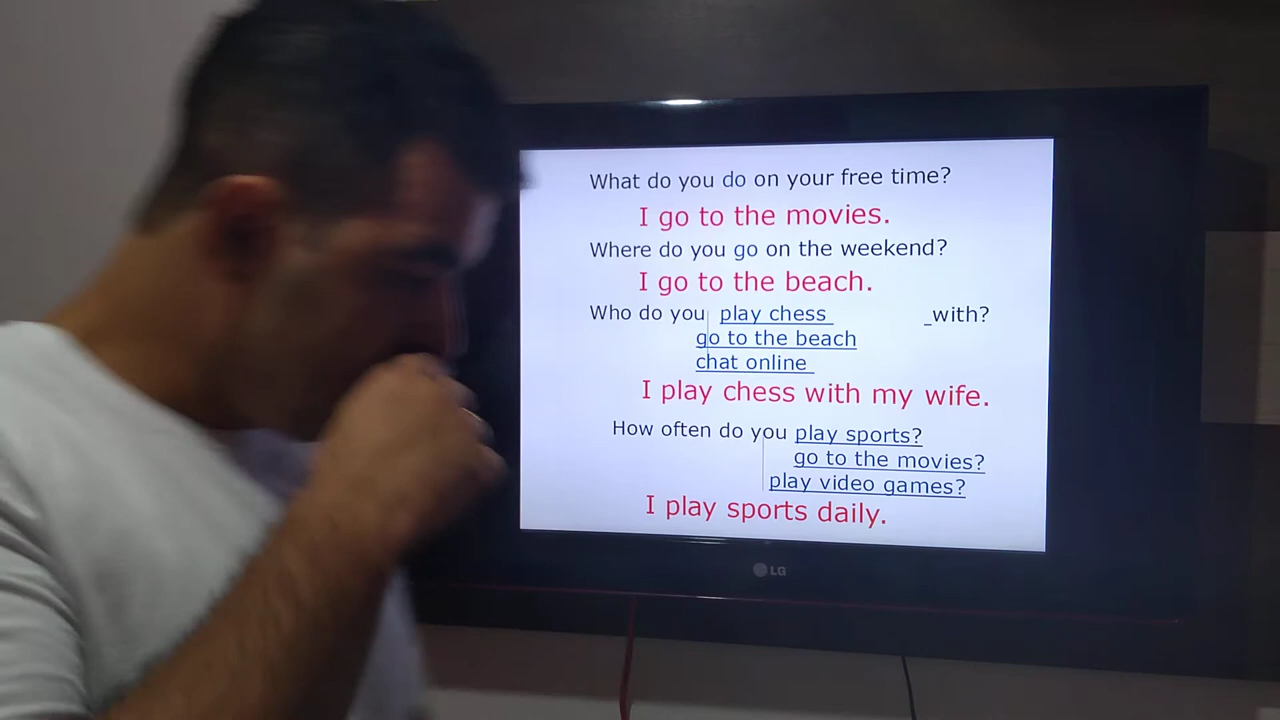 What do you do on your free time?
I go to the movies.
Where do you go on the weekend?
I go to the beach.
Who do you play chess _with?
go to the beach
chat online
I play chess with my wife.
How often do you play sports?
go to the movies?
play video games?
I play sports daily.
LG